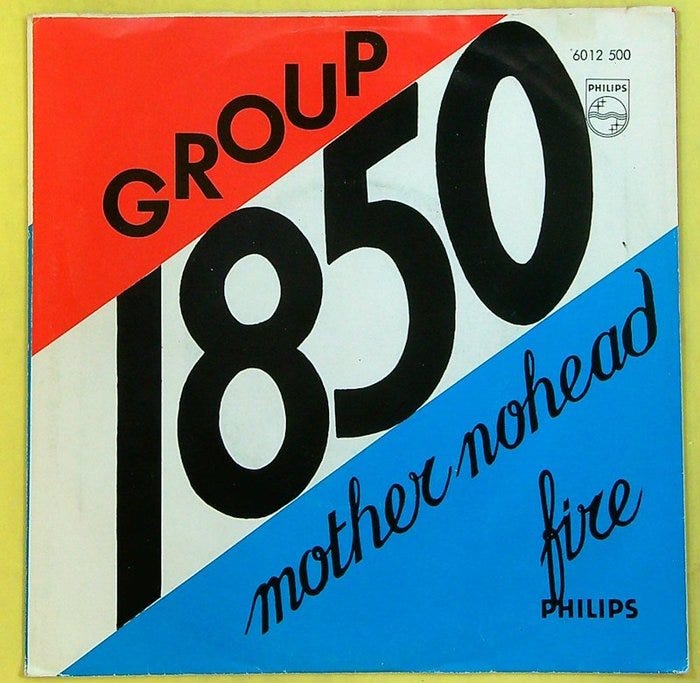 GROUP
1850
6012 500
PHILIPS
mother nohead
fire
PHILIPS